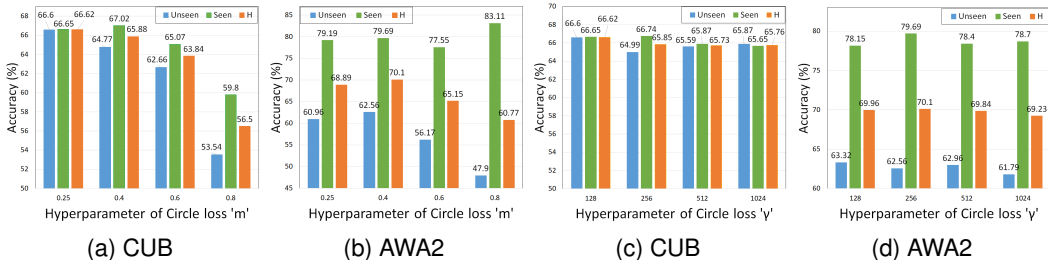 Unseen Seen H
Accuracy (%)
68
66
64
62
60
58
56
54
52
50
66.6 66.65 66.62
64.77 67.02 65.88
62.66 65.07 63.84
53.54 59.8 56.5
0.25 0.4 0.6 0.8
Hyperparameter of Circle loss 'm'
(a) CUB
Unseen Seen H
Accuracy (%)
85
80
75
70
65
60
55
50
45
60.96 79.19 68.89
62.56 79.69 70.1
56.17 77.55 65.15
47.9 83.11 60.77
0.25 0.4 0.6 0.8
Hyperparameter of Circle loss 'm'
(b) AWA2
Unseen Seen H
Accuracy (%)
70
68
66
64
62
60
58
56
54
52
50
66.6 66.65 66.62
64.99 66.74 65.85
65.59 65.87 65.73
65.87 65.65 65.76
128 256 512 1024
Hyperparameter of Circle loss 'γ'
(c) CUB
Unseen Seen H
Accuracy (%)
80
75
70
65
60
63.32 78.15 69.96
62.56 79.69 70.1
62.96 78.4 69.84
61.79 78.7 69.23
128 256 512 1024
Hyperparameter of Circle loss 'γ'
(d) AWA2